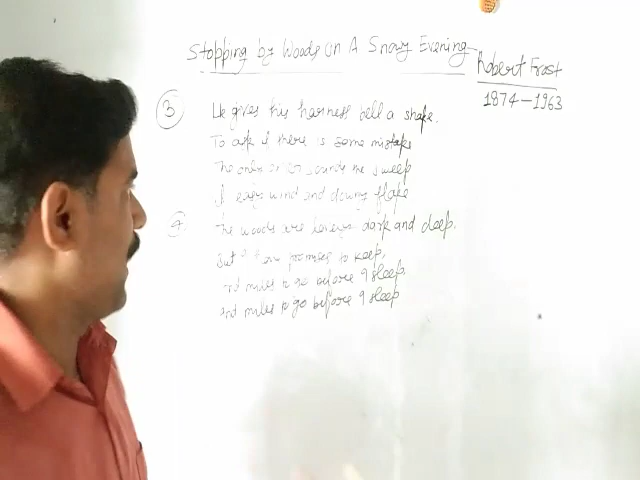 Stopping by Woods on A Snowy Evening
Robert Frost
1874-1963
3 He gives his harness bell a shake.
To ask if there is some mistake
The only other sounds the sweep
of easy wind and downy flake
4. The woods are lovely dark and deep.
But I have promises to keep,
And miles to go before I sleep.
And miles to go before I sleep